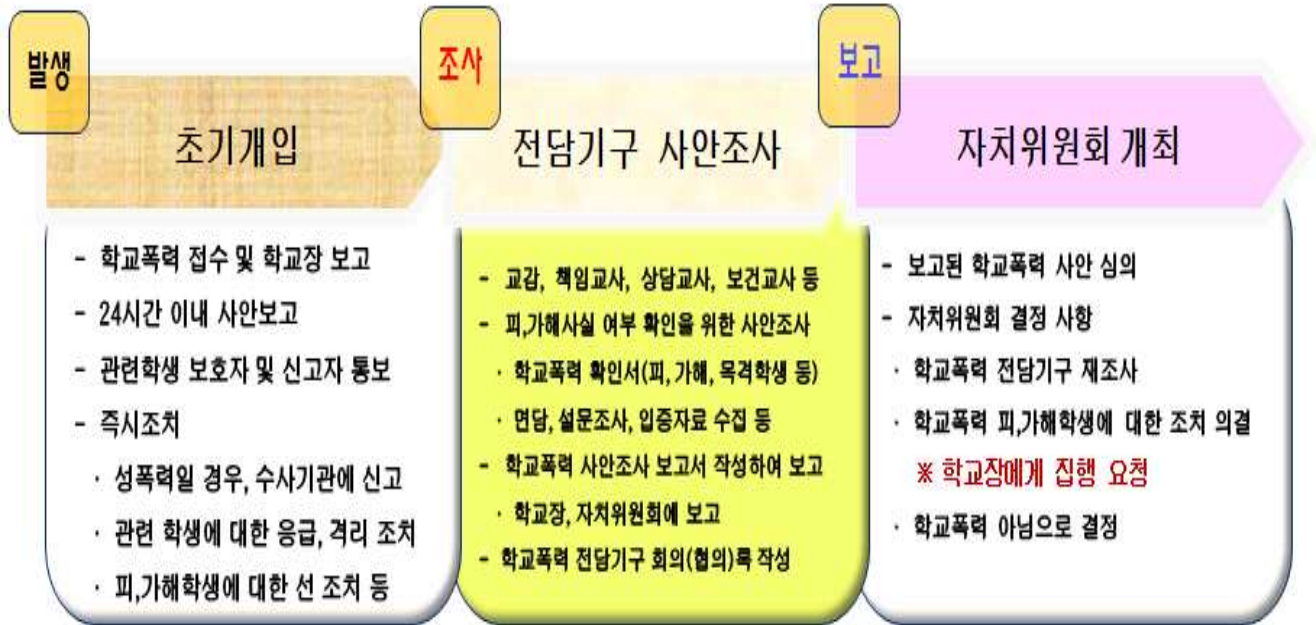 발생
초기개입
- 학교폭력 접수 및 학교장 보고
- 24시간 이내 사안보고
- 관련학생 보호자 및 신고자 통보
- 즉시조치
· 성폭력일 경우, 수사기관에 신고
· 관련 학생에 대한 응급, 격리 조치
· 피,가해학생에 대한 선 조치 등
조사
전담기구 사안조사
- 교감, 책임교사, 상담교사, 보건교사 등
- 피,가해사실 여부 확인을 위한 사안조사
· 학교폭력 확인서(피, 가해, 목격학생 등)
· 면담, 설문조사, 입증자료 수집 등
- 학교폭력 사안조사 보고서 작성하여 보고
· 학교장, 자치위원회에 보고
- 학교폭력 전담기구 회의(협의)록 작성
보고
자치위원회 개최
- 보고된 학교폭력 사안 심의
- 자치위원회 결정 사항
· 학교폭력 전담기구 재조사
· 학교폭력 피,가해학생에 대한 조치 의결
※ 학교장에게 집행 요청
· 학교폭력 아님으로 결정